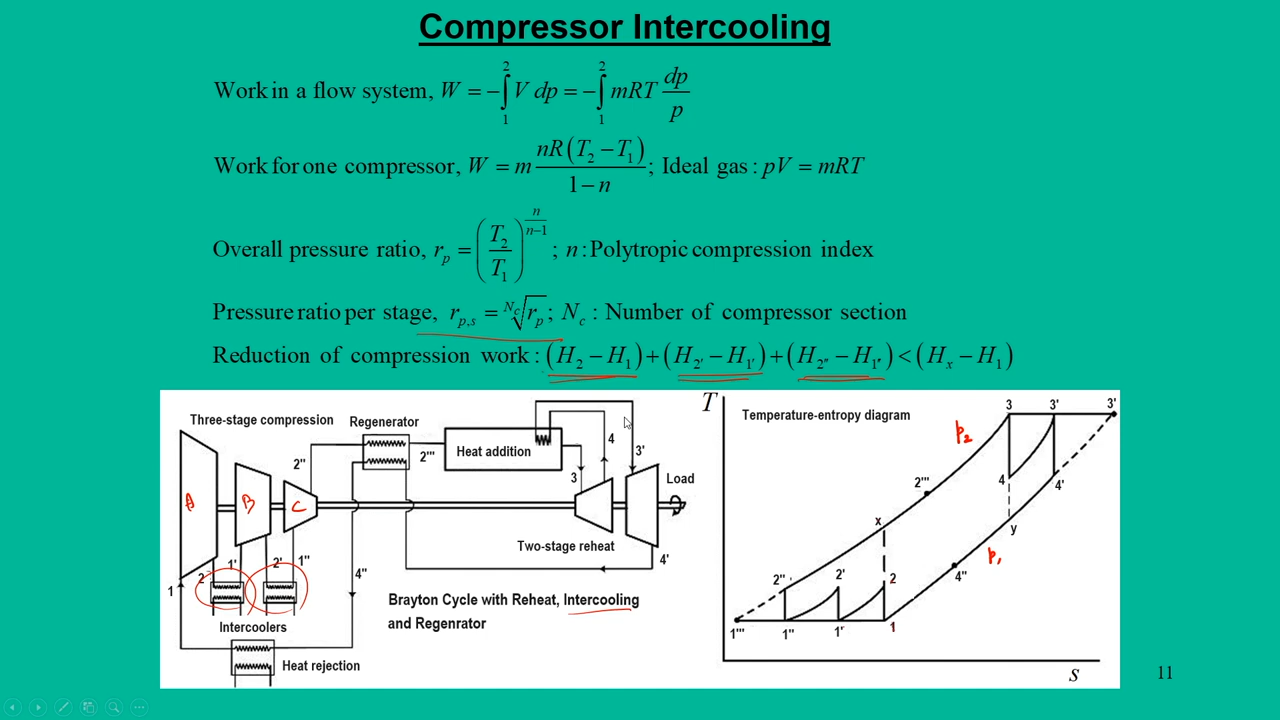 Compressor Intercooling
Work in a flow system, W = −∫₁² V dp = −∫₁² mRT dp/p
Work for one compressor, W = m nR(T₂ − T₁)/(1 − n); Ideal gas : pV = mRT
Overall pressure ratio, r_p = (T₂/T₁)^(n/(n−1)); n : Polytropic compression index
Pressure ratio per stage, r_p,s = ᴺᶜ√r_p; N_c : Number of compressor section
Reduction of compression work : (H₂ − H₁) + (H₂′ − H₁′) + (H₂″ − H₁″) < (Hₓ − H₁)
Three-stage compression
Regenerator
2"
2'''
Heat addition
4
3'
3
Load
A
B
C
Two-stage reheat
4'
1
2
1'
2'
1"
4"
Intercoolers
Heat rejection
Brayton Cycle with Reheat, Intercooling
and Regenrator
T
Temperature-entropy diagram
p₂
3
3'
3'
2'''
4
4'
x
y
p₁
2"
2'
2
4"
1'''
1"
1'
1
s
11